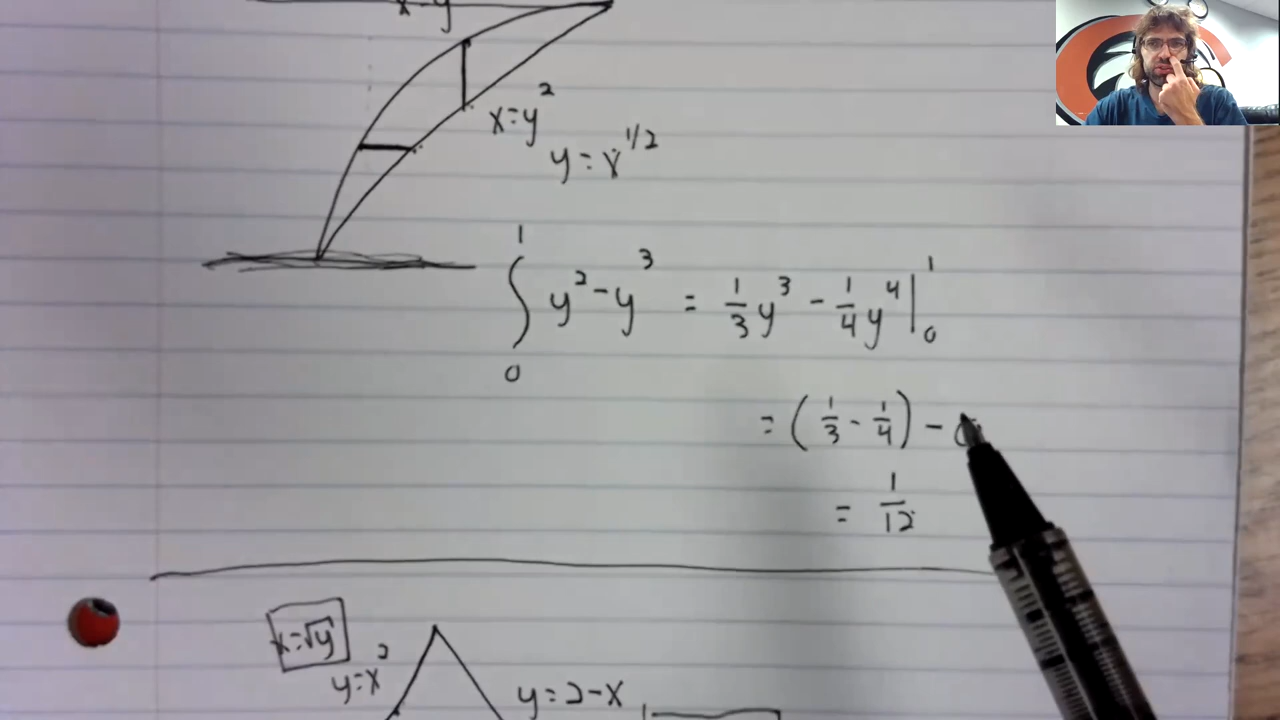 x=y²
y=x^{1/2}
∫₀¹ y²-y³ = 1/3 y³ - 1/4 y⁴ |₀¹
= (1/3 - 1/4) -
= 1/12
x=√y
y=x²
y=2-x